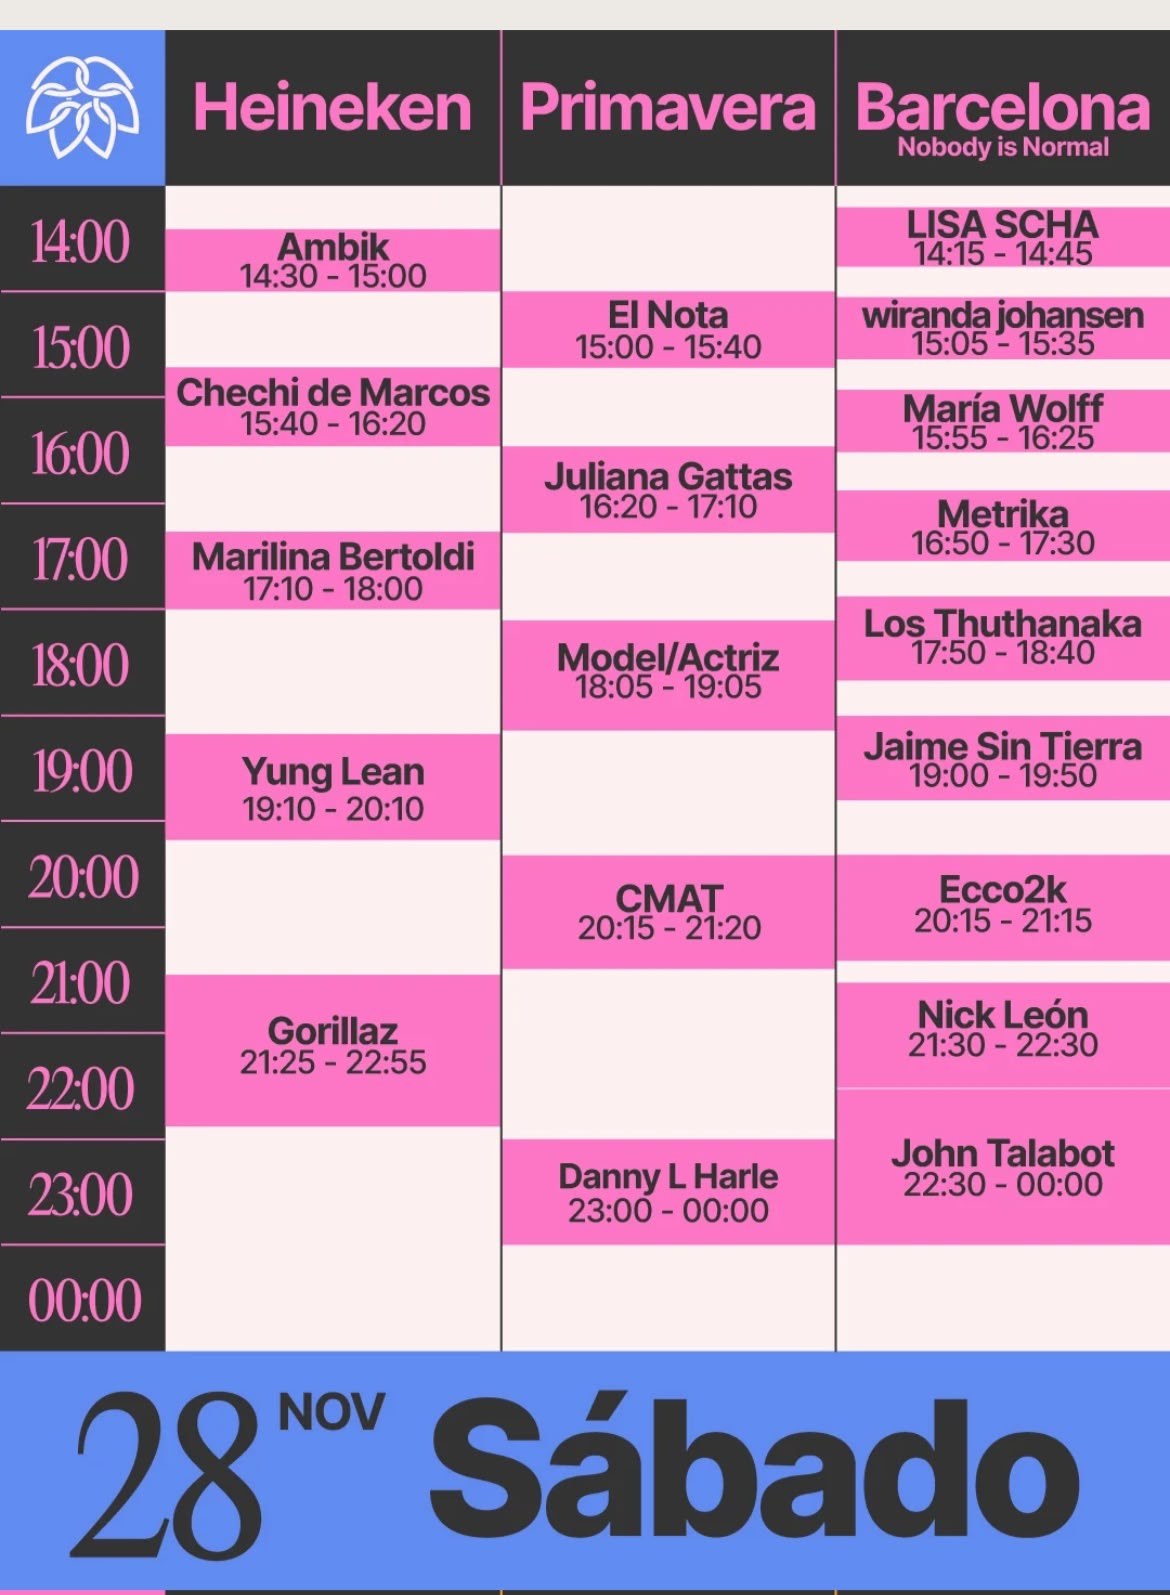 Heineken
Primavera
Barcelona
Nobody is Normal
14:00
15:00
16:00
17:00
18:00
19:00
20:00
21:00
22:00
23:00
00:00
Ambik
14:30 - 15:00
Chechi de Marcos
15:40 - 16:20
Marilina Bertoldi
17:10 - 18:00
Yung Lean
19:10 - 20:10
Gorillaz
21:25 - 22:55
El Nota
15:00 - 15:40
Juliana Gattas
16:20 - 17:10
Model/Actriz
18:05 - 19:05
CMAT
20:15 - 21:20
Danny L Harle
23:00 - 00:00
LISA SCHA
14:15 - 14:45
wiranda johansen
15:05 - 15:35
María Wolff
15:55 - 16:25
Metrika
16:50 - 17:30
Los Thuthanaka
17:50 - 18:40
Jaime Sin Tierra
19:00 - 19:50
Ecco2k
20:15 - 21:15
Nick León
21:30 - 22:30
John Talabot
22:30 - 00:00
28 NOV Sábado